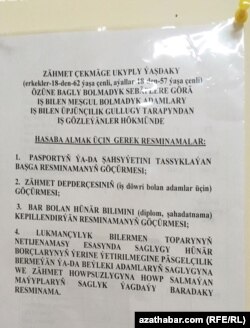 ZÄHMET ÇEKMÄGE UKYPLY ÝAŞDAKY
(erkekler-18-den-62 ýaşa çenli, aýallar 18-den-57 ýaşa çenli)
ÖZÜNE BAGLY BOLMADYK SEBÄPLERE GÖRÄ
IŞ BILEN MEŞGUL BOLMADYK ADAMLARY
IŞ BILEN ÜPJÜNÇILIK GULLUGY TARAPYNDAN
IŞ GÖZLEÝÄNLER HÖKMÜNDE
HASABA ALMAK ÜÇIN GEREK RESMINAMALAR:
1. PASPORTYŇ ÝA-DA ŞAHSYÝETINI TASSYKLAÝAN
BAŞGA RESMINAMANYŇ GÖÇÜRMESI;
2. ZÄHMET DEPDERÇESINIŇ (iş döwri bolan adamlar üçin)
GÖÇÜRMESI;
3. BAR BOLAN HÜNÄR BILIMINI (diplom, şahadatnama)
KEPILLENDIRÝÄN RESMINAMANYŇ GÖÇÜRMESI;
4. LUKMANÇYLYK BILERMEN TOPARYNYŇ
NETIJENAMASY ESASYNDA SAGLYGY HÜNÄR
BORÇLARYNYŇ ÝERINE ÝETIRILMEGINE PÄSGELÇILIK
BERMEÝÄN ÝA-DA BEÝLEKI ADAMLARYŇ SAGLYGYNA
WE ZÄHMET HOWPSUZLYGYNA HOWP SALMAÝAN
MAÝYPLARYŇ SAGLYK ÝAGDAÝY BARADAKY
RESMINAMA.
azathabar.com (RFE/RL)